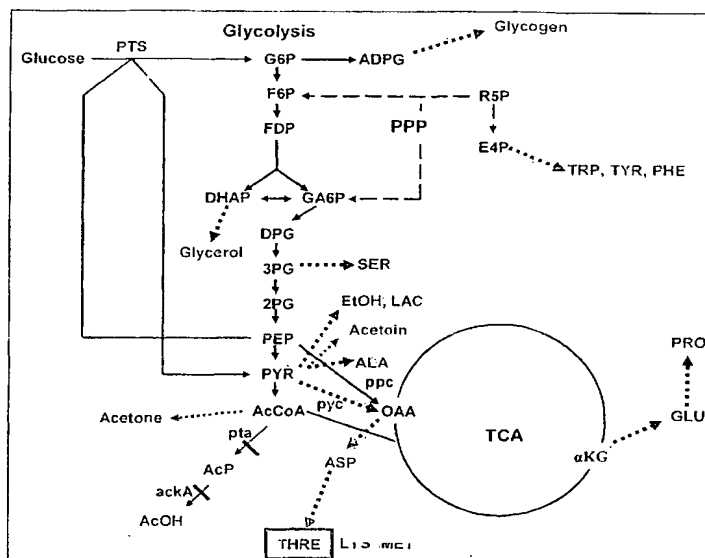 Glycolysis
Glycogen
PTS
Glucose
G6P
ADPG
F6P
R5P
FDP
PPP
E4P
TRP, TYR, PHE
DHAP
GA6P
DPG
Glycerol
3PG
SER
2PG
EtOH, LAC
Acetoin
PEP
PRO
ALA
PYR
ppc
Acetone
AcCoA
pyc
OAA
GLU
TCA
pta
αKG
ASP
AcP
ackA
AcOH
THRE